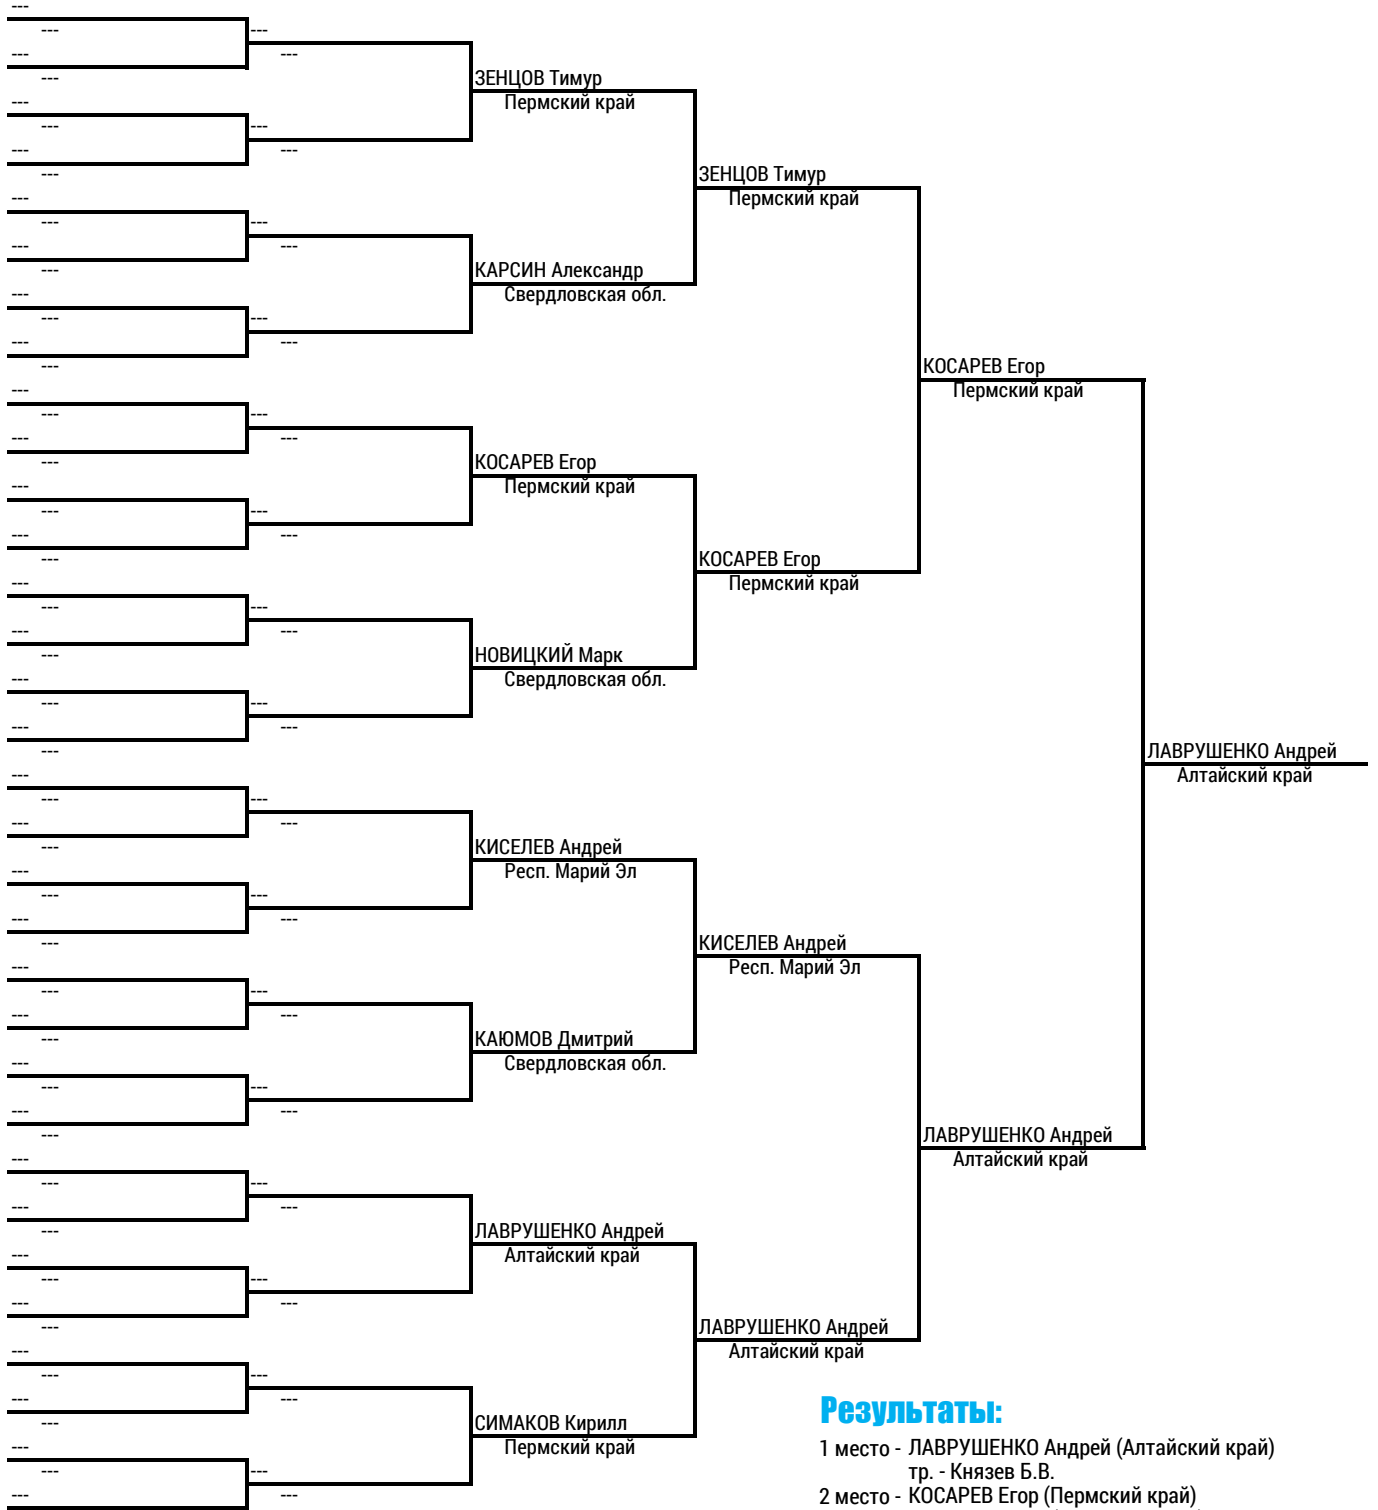 ЗЕНЦОВ Тимур
Пермский край
ЗЕНЦОВ Тимур
Пермский край
КАРСИН Александр
Свердловская обл.
КОСАРЕВ Егор
Пермский край
КОСАРЕВ Егор
Пермский край
КОСАРЕВ Егор
Пермский край
НОВИЦКИЙ Марк
Свердловская обл.
ЛАВРУШЕНКО Андрей
Алтайский край
КИСЕЛЕВ Андрей
Респ. Марий Эл
КИСЕЛЕВ Андрей
Респ. Марий Эл
КАЮМОВ Дмитрий
Свердловская обл.
ЛАВРУШЕНКО Андрей
Алтайский край
ЛАВРУШЕНКО Андрей
Алтайский край
ЛАВРУШЕНКО Андрей
Алтайский край
СИМАКОВ Кирилл
Пермский край
Результаты:
1 место - ЛАВРУШЕНКО Андрей (Алтайский край)
тр. - Князев Б.В.
2 место - КОСАРЕВ Егор (Пермский край)